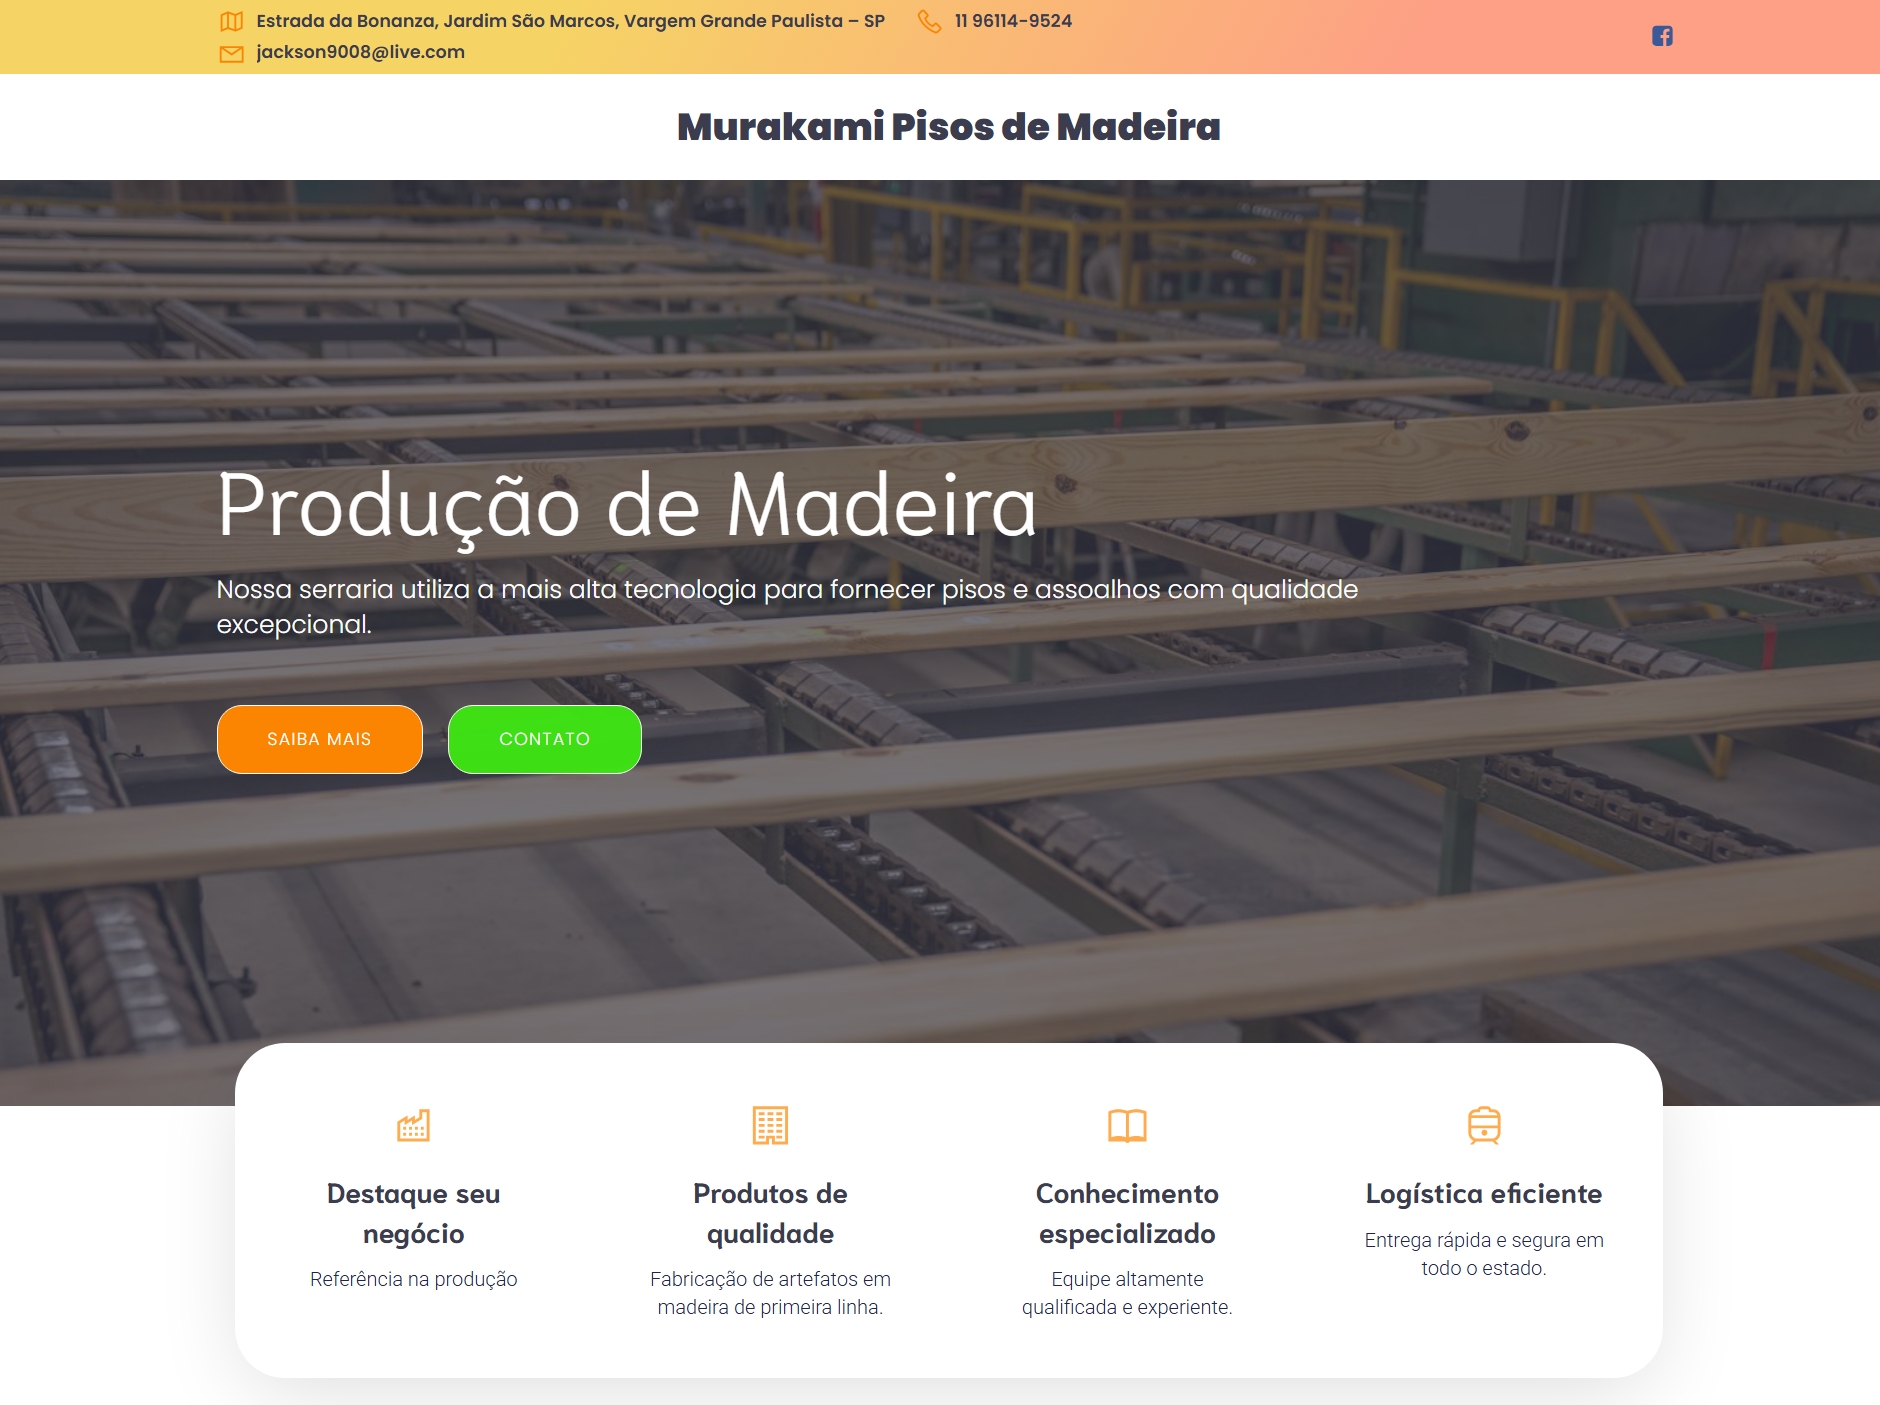 Estrada da Bonanza, Jardim São Marcos, Vargem Grande Paulista – SP
11 96114-9524
jackson9008@live.com
Murakami Pisos de Madeira
Produção de Madeira
Nossa serraria utiliza a mais alta tecnologia para fornecer pisos e assoalhos com qualidade
excepcional.
SAIBA MAIS
CONTATO
Destaque seu
negócio
Referência na produção
Produtos de
qualidade
Fabricação de artefatos em
madeira de primeira linha.
Conhecimento
especializado
Equipe altamente
qualificada e experiente.
Logística eficiente
Entrega rápida e segura em
todo o estado.